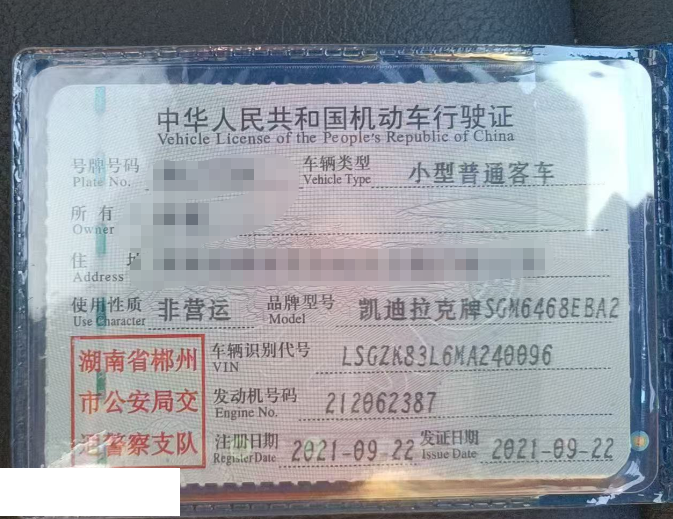 中华人民共和国机动车行驶证
Vehicle License of the People's Republic of China
号牌号码
Plate No.
车辆类型 小型普通客车
Vehicle Type
所有
Owner
住
Address
使用性质 非营运
Use Character
品牌型号 凯迪拉克牌SGM6468EBA2
Model
湖南省郴州
市公安局交
通警察支队
车辆识别代号 LSGZK83L6MA240096
VIN
发动机号码 212062387
Engine No.
注册日期 2021-09-22
Register Date
发证日期 2021-09-22
Issue Date